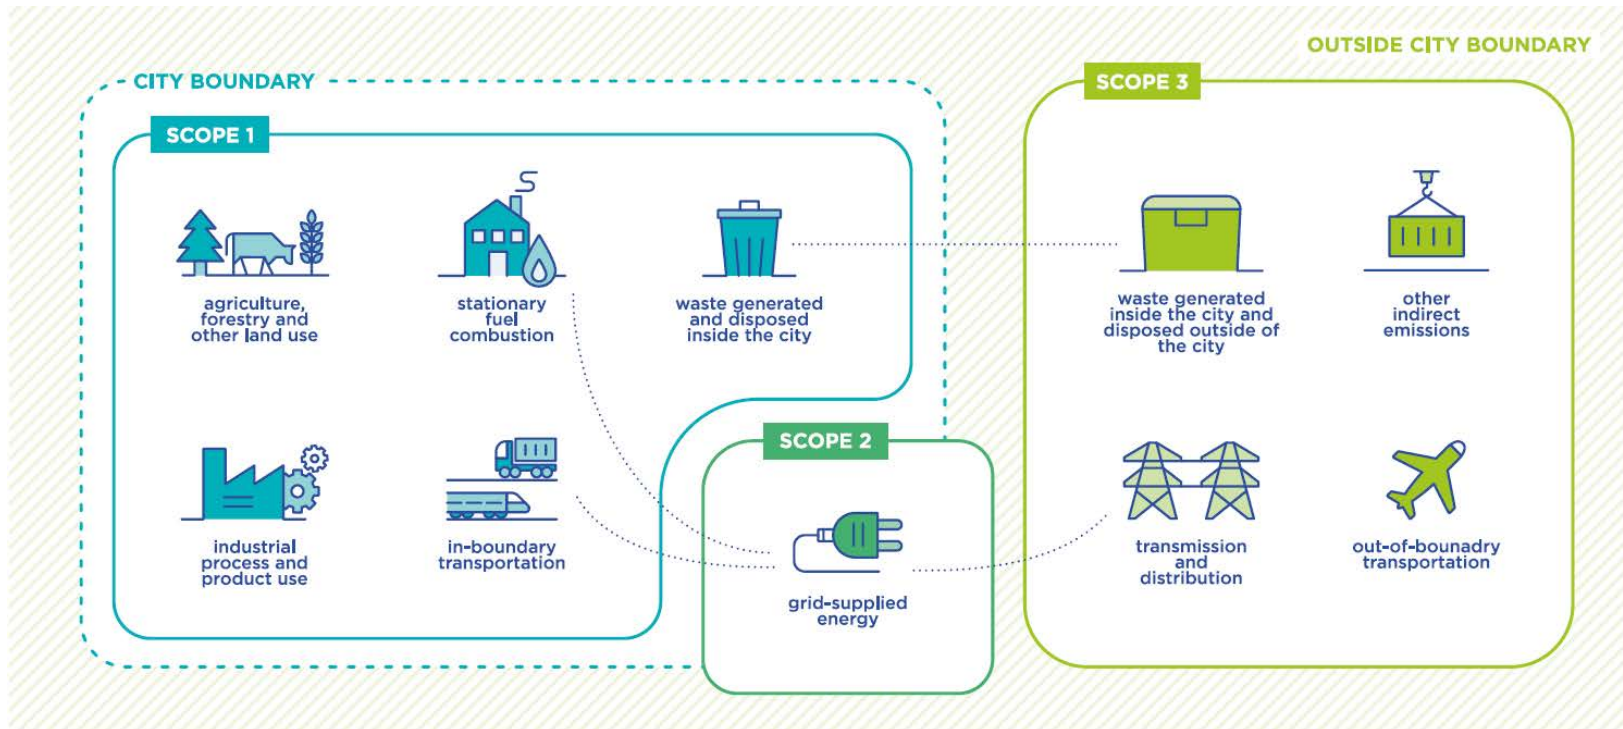 OUTSIDE CITY BOUNDARY
CITY BOUNDARY
SCOPE 1
agriculture,
forestry and
other land use
stationary
fuel
combustion
waste generated
and disposed
inside the city
industrial
process and
product use
in-boundary
transportation
SCOPE 2
grid-supplied
energy
SCOPE 3
waste generated
inside the city and
disposed outside of
the city
other
indirect
emissions
transmission
and
distribution
out-of-bounadry
transportation